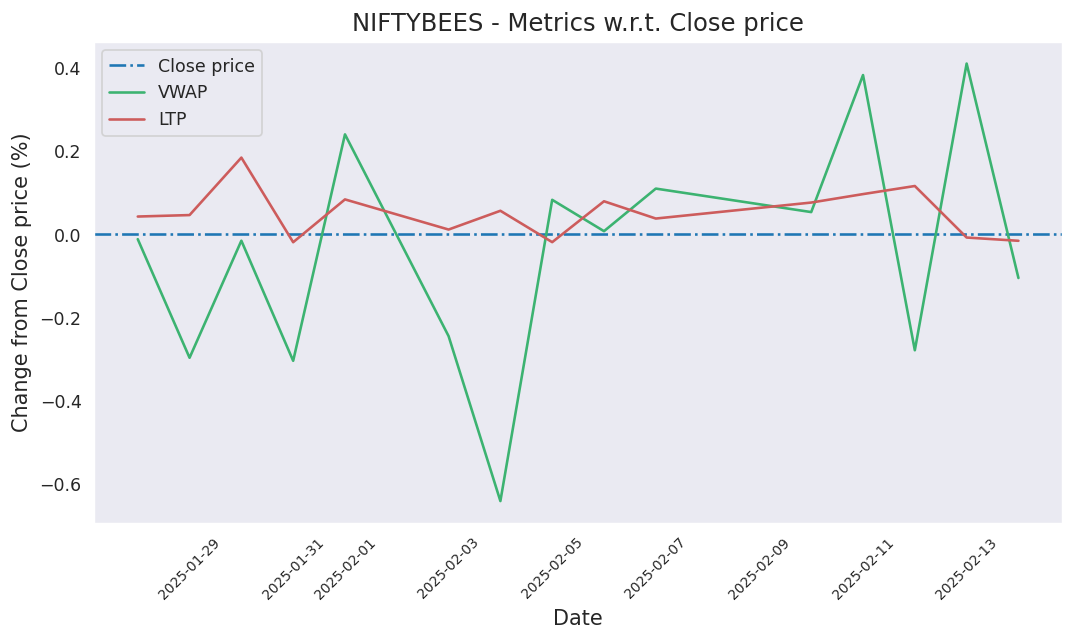 NIFTYBEES - Metrics w.r.t. Close price
Close price
VWAP
LTP
Change from Close price (%)
0.4
0.2
0.0
−0.2
−0.4
−0.6
2025-01-29
2025-01-31
2025-02-01
2025-02-03
2025-02-05
2025-02-07
2025-02-09
2025-02-11
2025-02-13
Date